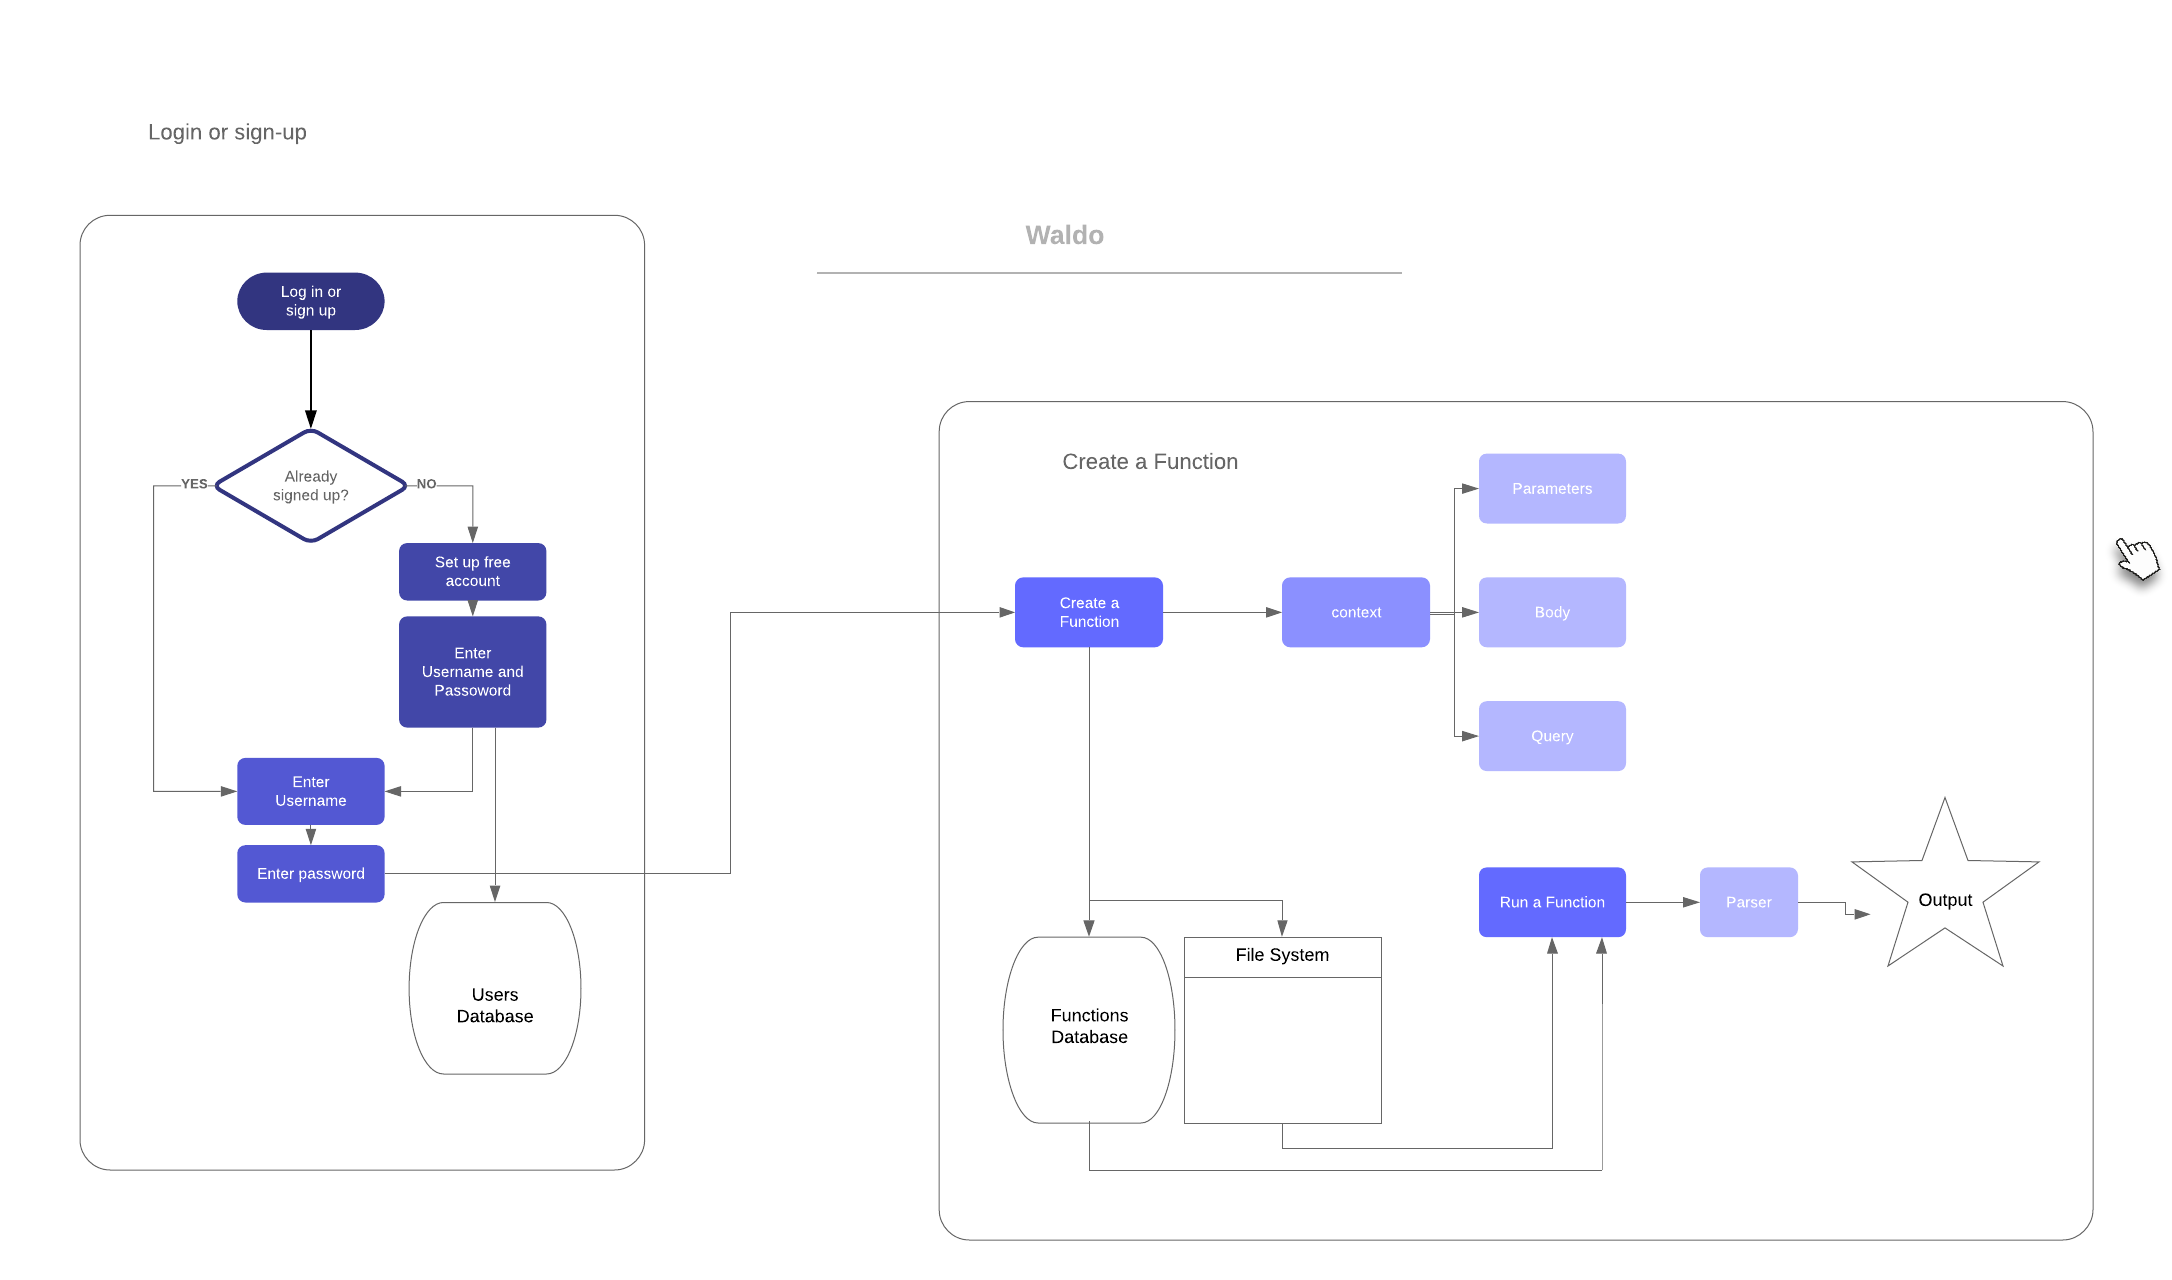 Login or sign-up
Waldo
Log in or
sign up
Already
signed up?
YES
NO
Set up free
account
Enter
Username and
Passoword
Enter
Username
Enter password
Users
Database
Create a Function
Parameters
Create a
Function
context
Body
Query
Run a Function
Parser
Output
File System
Functions
Database